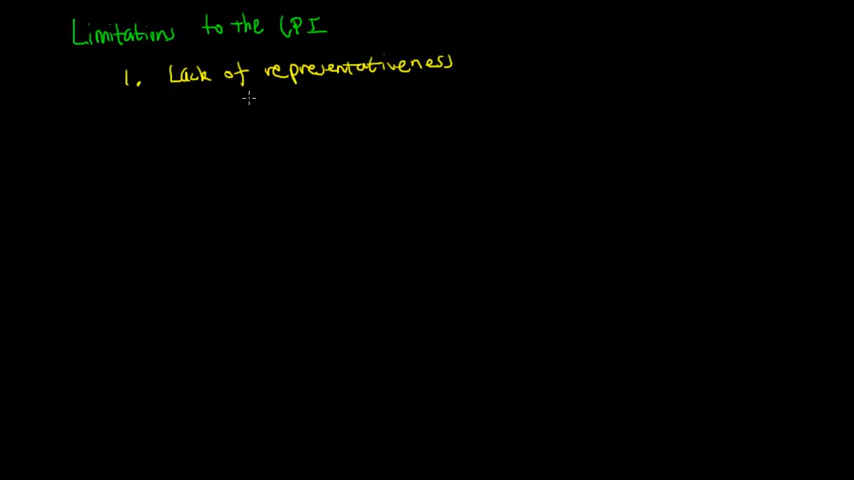 Limitations to the CPI
1. Lack of representativeness